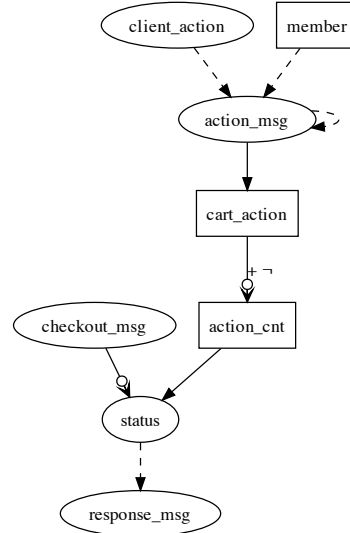 client_action
member
action_msg
cart_action
+ ¬
checkout_msg
action_cnt
status
response_msg